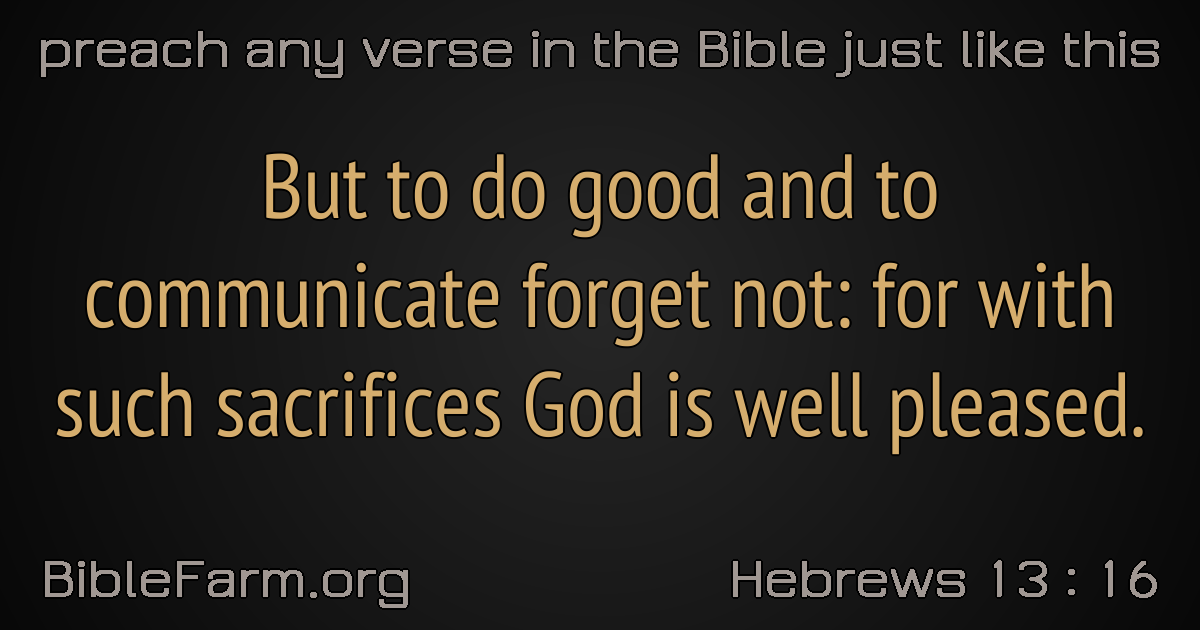 preach any verse in the Bible just like this
But to do good and to
communicate forget not: for with
such sacrifices God is well pleased.
BibleFarm.org
Hebrews 13 : 16